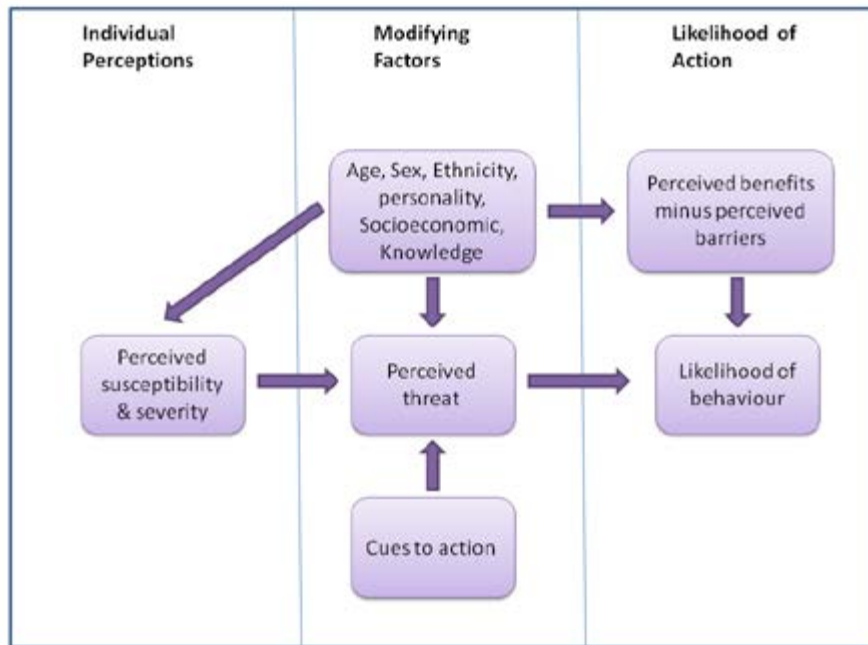 Individual
Perceptions
Modifying
Factors
Likelihood of
Action
Age, Sex, Ethnicity,
personality,
Socioeconomic,
Knowledge
Perceived benefits
minus perceived
barriers
Perceived
susceptibility
& severity
Perceived
threat
Likelihood of
behaviour
Cues to action